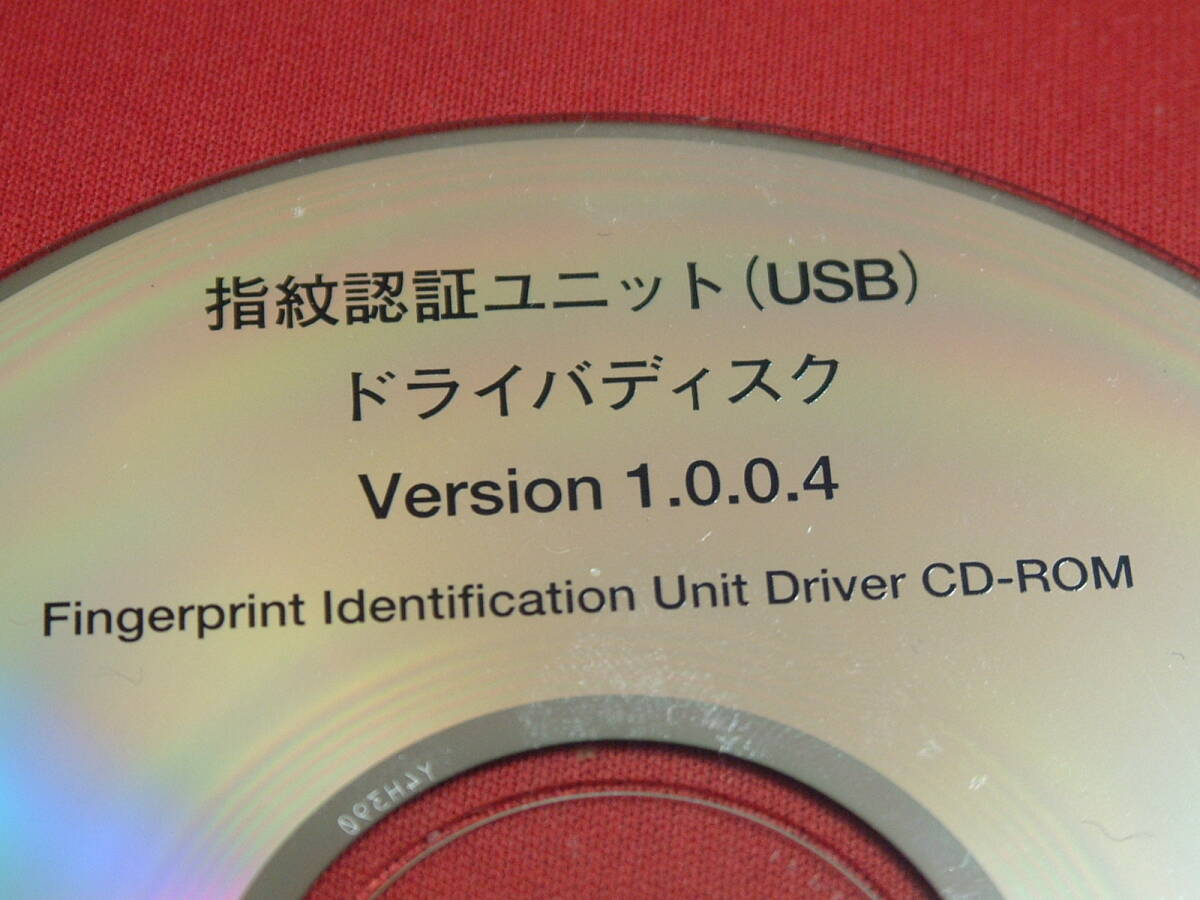 指紋認証ユニット(USB)
ドライバディスク
Version 1.0.0.4
Fingerprint Identification Unit Driver CD-ROM